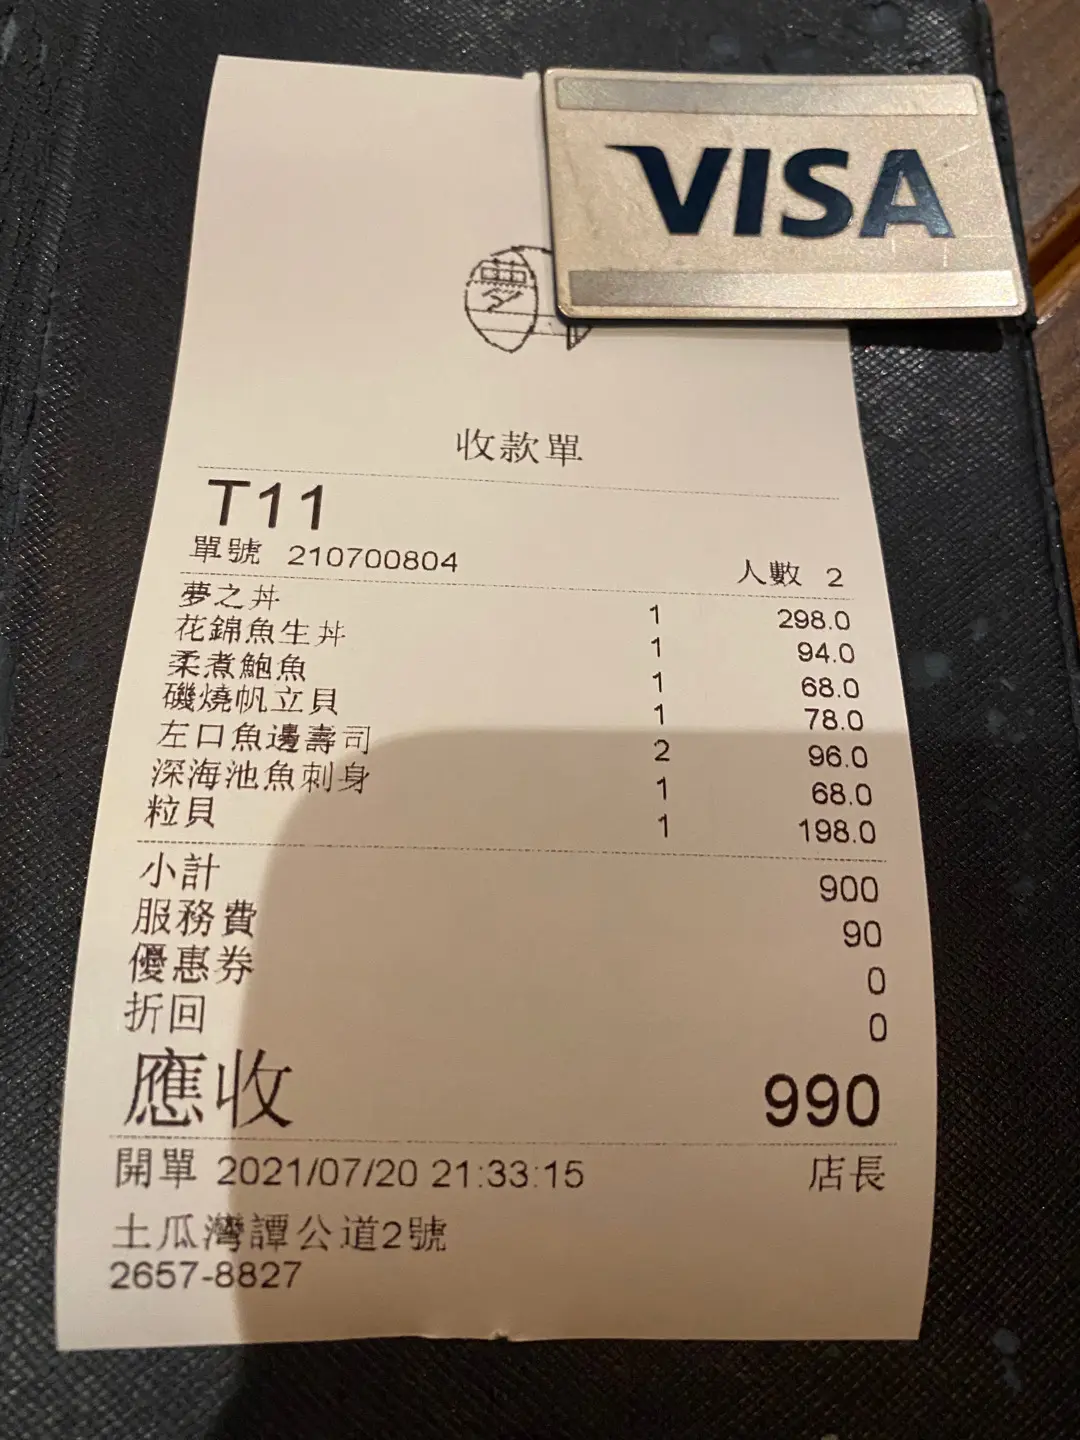 VISA
夢
收款單
T11
單號 210700804 人數 2
夢之丼 1 298.0
花錦魚生丼 1 94.0
柔煮鮑魚 1 68.0
磯燒帆立貝 1 78.0
左口魚邊壽司 2 96.0
深海池魚刺身 1 68.0
粒貝 1 198.0
小計 900
服務費 90
優惠券 0
折回 0
應收 990
開單 2021/07/20 21:33:15 店長
土瓜灣譚公道2號
2657-8827